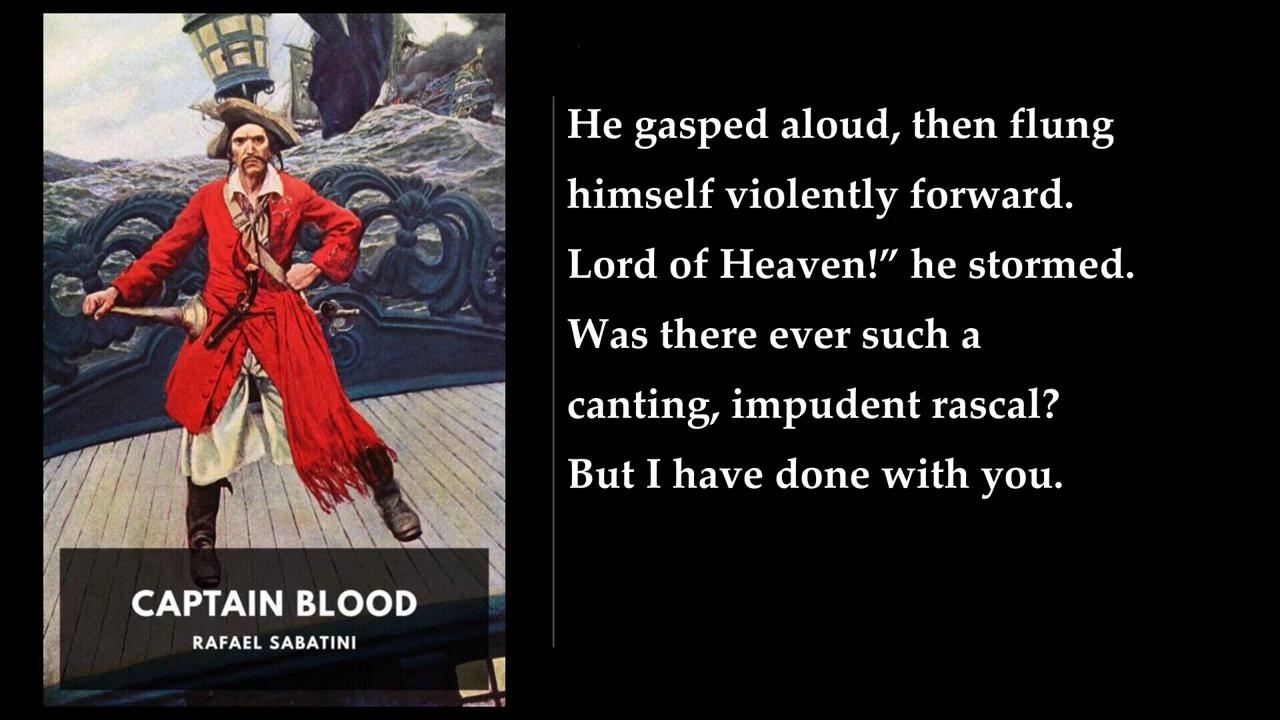 CAPTAIN BLOOD
RAFAEL SABATINI
He gasped aloud, then flung
himself violently forward.
Lord of Heaven!” he stormed.
Was there ever such a
canting, impudent rascal?
But I have done with you.